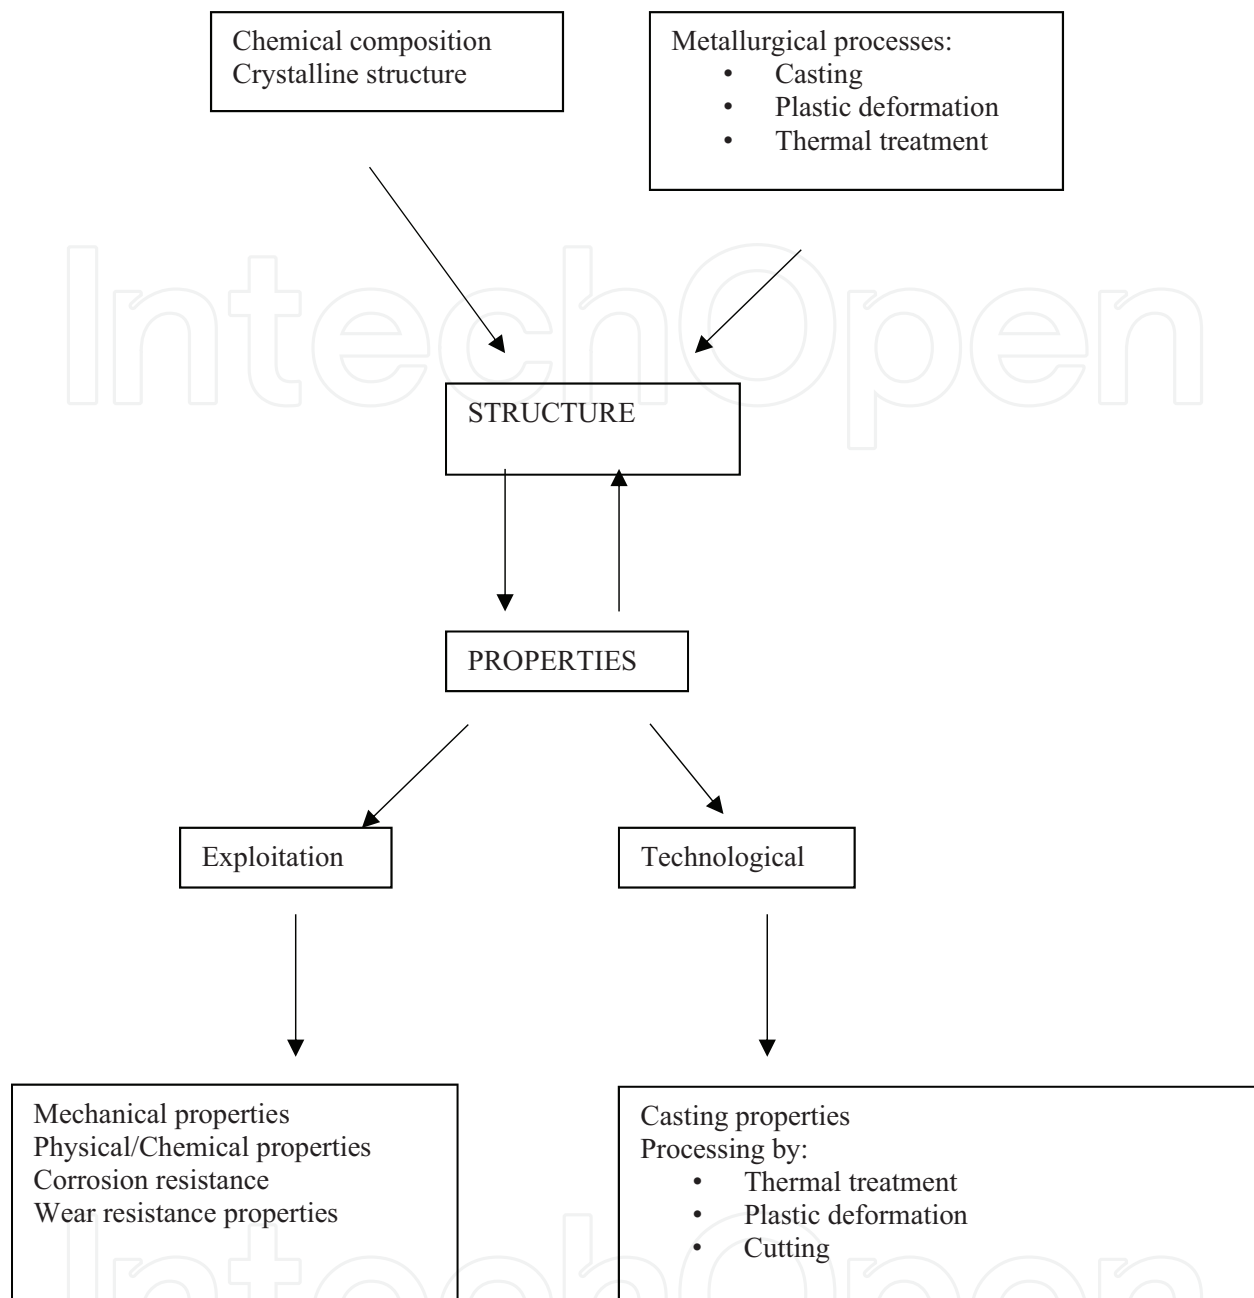 Chemical composition
Crystalline structure
Metallurgical processes:
• Casting
• Plastic deformation
• Thermal treatment
IntechOpen
STRUCTURE
PROPERTIES
Exploitation
Technological
Mechanical properties
Physical/Chemical properties
Corrosion resistance
Wear resistance properties
Casting properties
Processing by:
• Thermal treatment
• Plastic deformation
• Cutting
IntechOpen